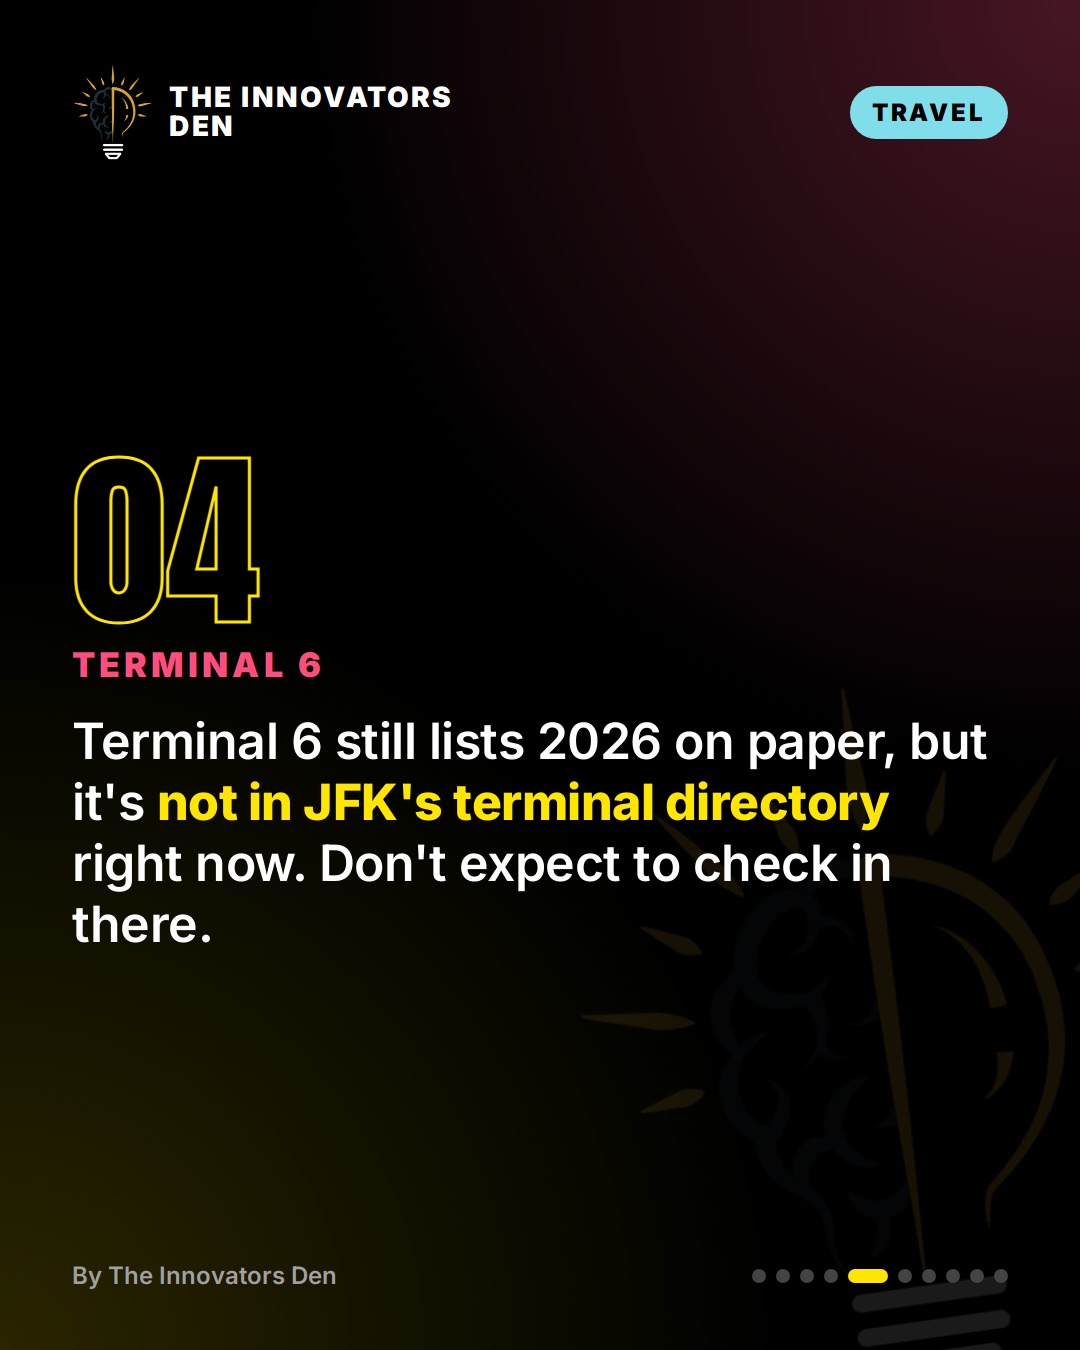 THE INNOVATORS
DEN
TRAVEL
04
TERMINAL 6
Terminal 6 still lists 2026 on paper, but
it's not in JFK's terminal directory
right now. Don't expect to check in
there.
By The Innovators Den